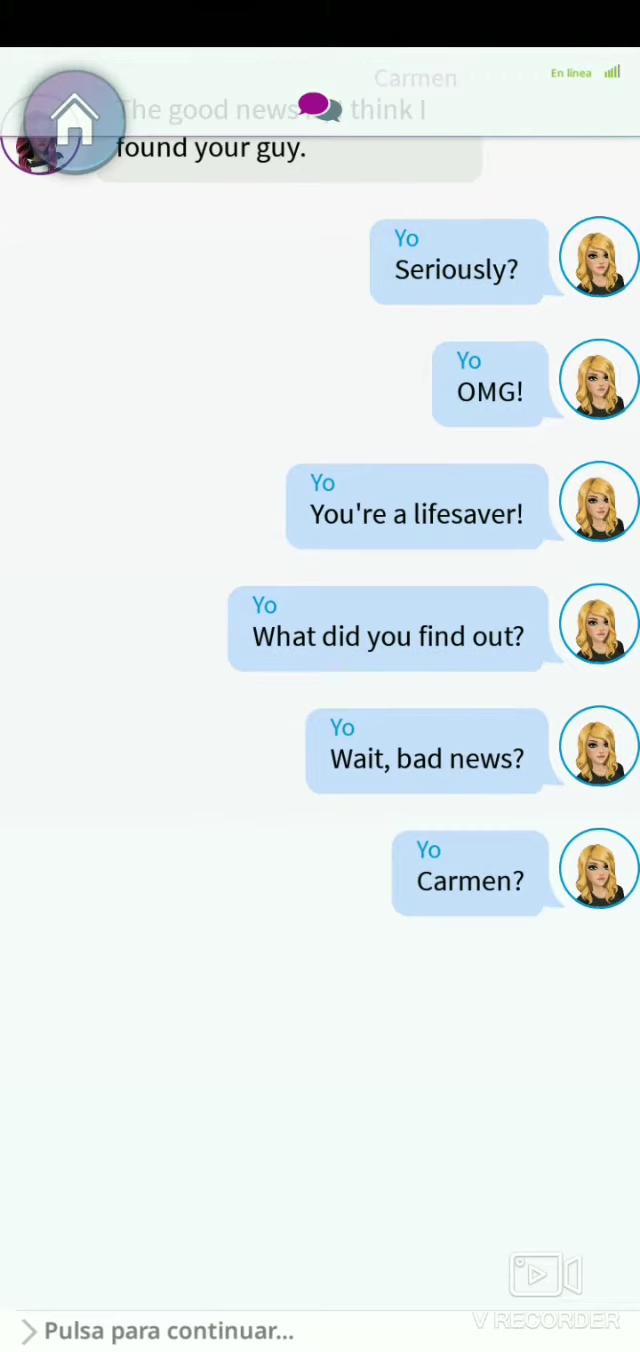 Carmen
En línea
The good news think I
found your guy.
Yo
Seriously?
Yo
OMG!
Yo
You're a lifesaver!
Yo
What did you find out?
Yo
Wait, bad news?
Yo
Carmen?
V RECORDER
Pulsa para continuar...